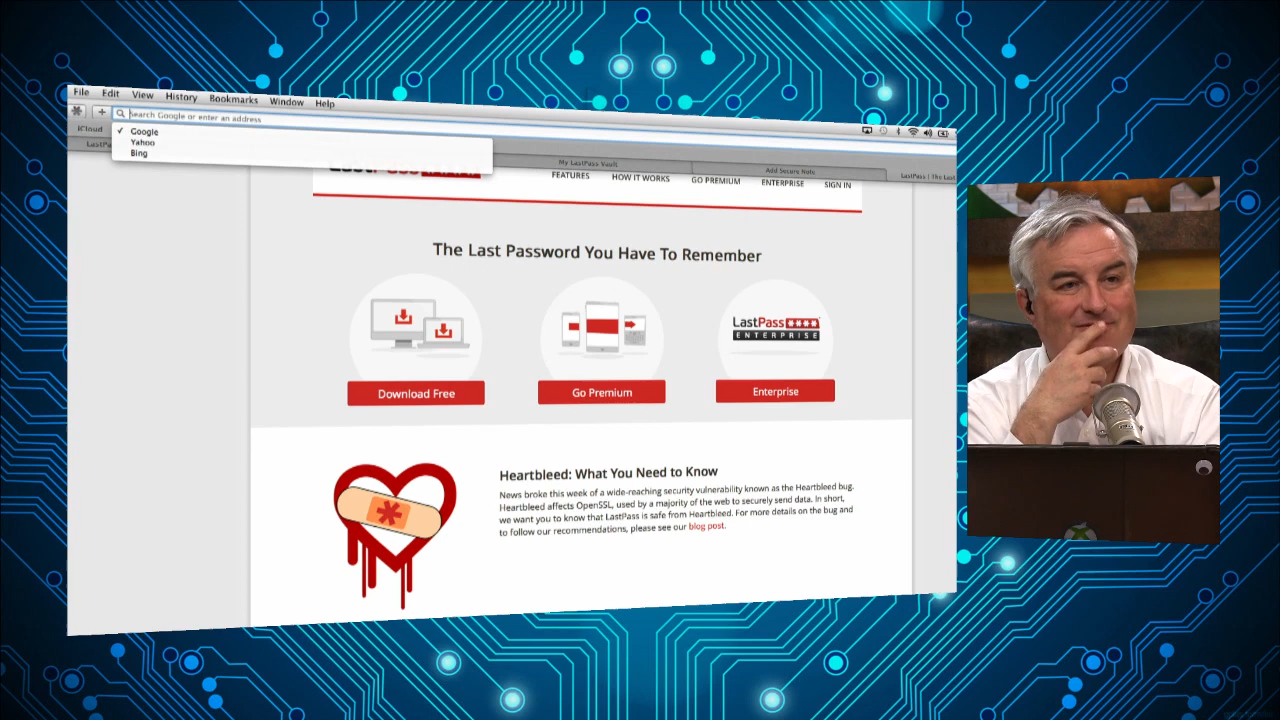 File Edit View History Bookmarks Window Help
Search Google or enter an address
iCloud
Google
Yahoo
Bing
My LastPass Vault
Add Secure Note
LastPass | The Last
FEATURES HOW IT WORKS GO PREMIUM ENTERPRISE SIGN IN
The Last Password You Have To Remember
LastPass ****
ENTERPRISE
Download Free
Go Premium
Enterprise
Heartbleed: What You Need to Know
News broke this week of a wide-reaching security vulnerability known as the Heartbleed bug.
Heartbleed affects OpenSSL, used by a majority of the web to securely send data. In short,
we want you to know that LastPass is safe from Heartbleed. For more details on the bug and
to follow our recommendations, please see our blog post.